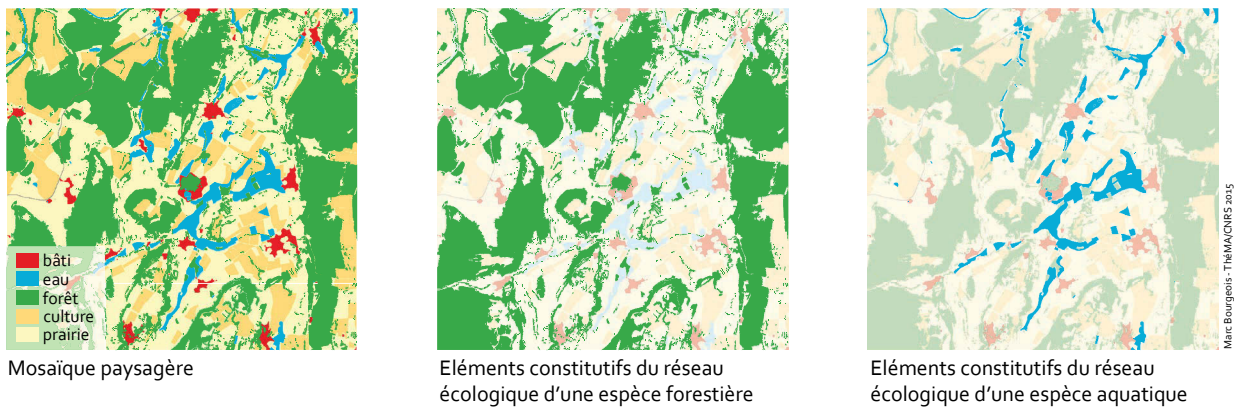 bâti
eau
forêt
culture
prairie
Mosaïque paysagère
Eléments constitutifs du réseau
écologique d'une espèce forestière
Eléments constitutifs du réseau
écologique d'une espèce aquatique
Marc Bourgeois - ThéMA/CNRS 2015